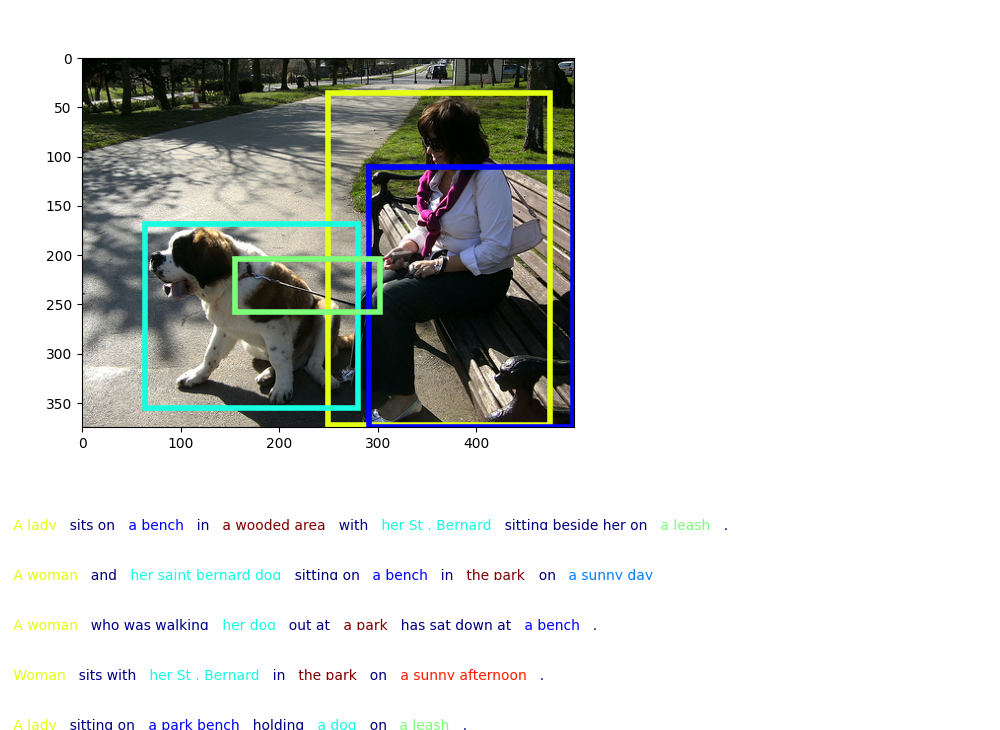 0
50
100
150
200
250
300
350
0 100 200 300 400
A lady sits on a bench in a wooded area with her St . Bernard sitting beside her on a leash .
A woman and her saint bernard dog sitting on a bench in the park on a sunny day
A woman who was walking her dog out at a park has sat down at a bench .
Woman sits with her St . Bernard in the park on a sunny afternoon .
A lady sitting on a park bench holding a dog on a leash .